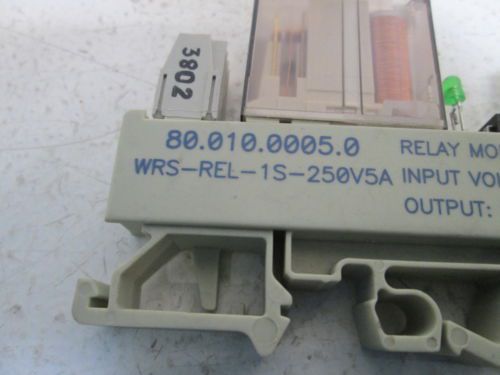 3802
80.010.0005.0
WRS-REL-1S-250V5A
RELAY MO
INPUT VO
OUTPUT: